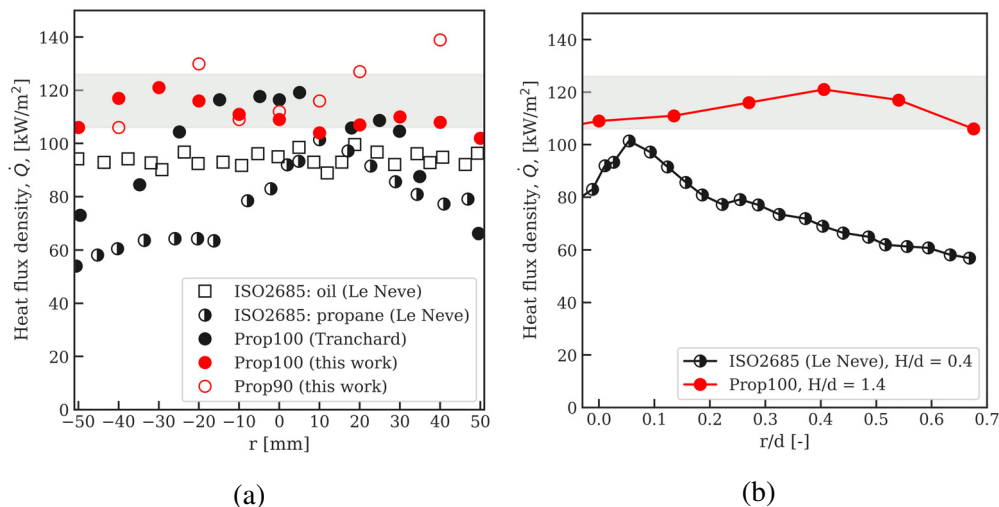 Heat flux density, Q̇, [kW/m²]
140
120
100
80
60
40
20
0
−50 −40 −30 −20 −10 0 10 20 30 40 50
r [mm]
ISO2685: oil (Le Neve)
ISO2685: propane (Le Neve)
Prop100 (Tranchard)
Prop100 (this work)
Prop90 (this work)
(a)
Heat flux density, Q̇, [kW/m²]
140
120
100
80
60
40
20
0
0.0 0.1 0.2 0.3 0.4 0.5 0.6 0.7
r/d [-]
ISO2685 (Le Neve), H/d = 0.4
Prop100, H/d = 1.4
(b)